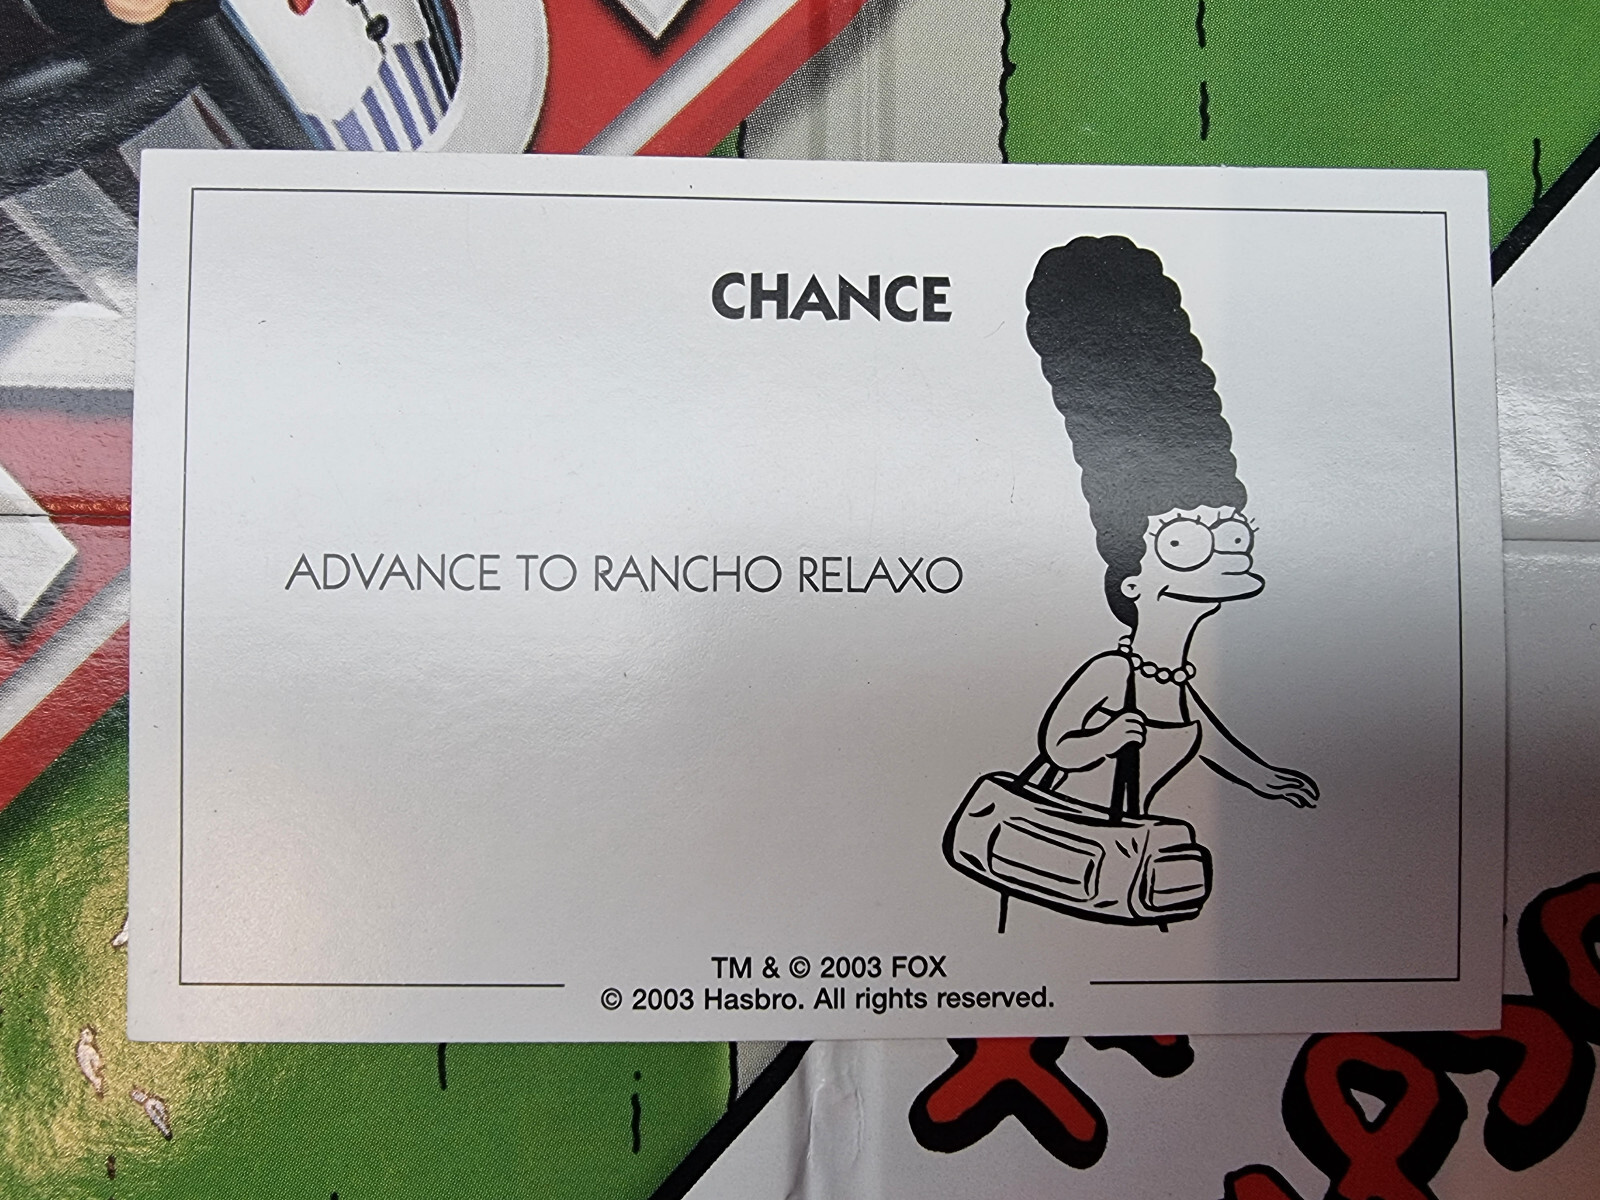 CHANCE
ADVANCE TO RANCHO RELAXO
TM & © 2003 FOX
© 2003 Hasbro. All rights reserved.